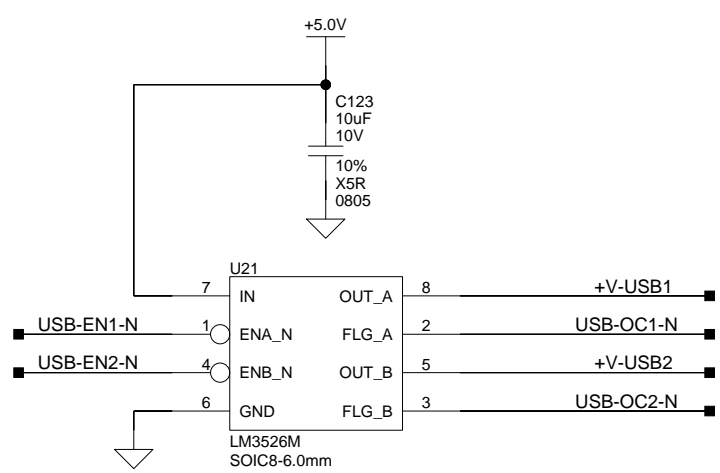 +5.0V
C123
10uF
10V
10%
X5R
0805
U21
7 IN OUT_A 8 +V-USB1
USB-EN1-N 1 ENA_N FLG_A 2 USB-OC1-N
USB-EN2-N 4 ENB_N OUT_B 5 +V-USB2
6 GND FLG_B 3 USB-OC2-N
LM3526M
SOIC8-6.0mm